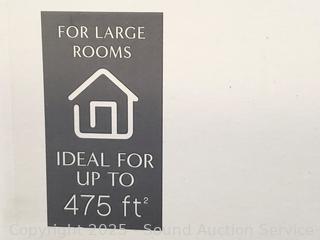 FOR LARGE
ROOMS
IDEAL FOR
UP TO
475 ft²
Copyright 2025 - Sound Auction Service